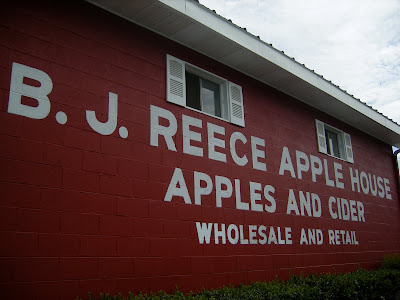 B. J. REECE APPLE HOUSE
APPLES AND CIDER
WHOLESALE AND RETAIL